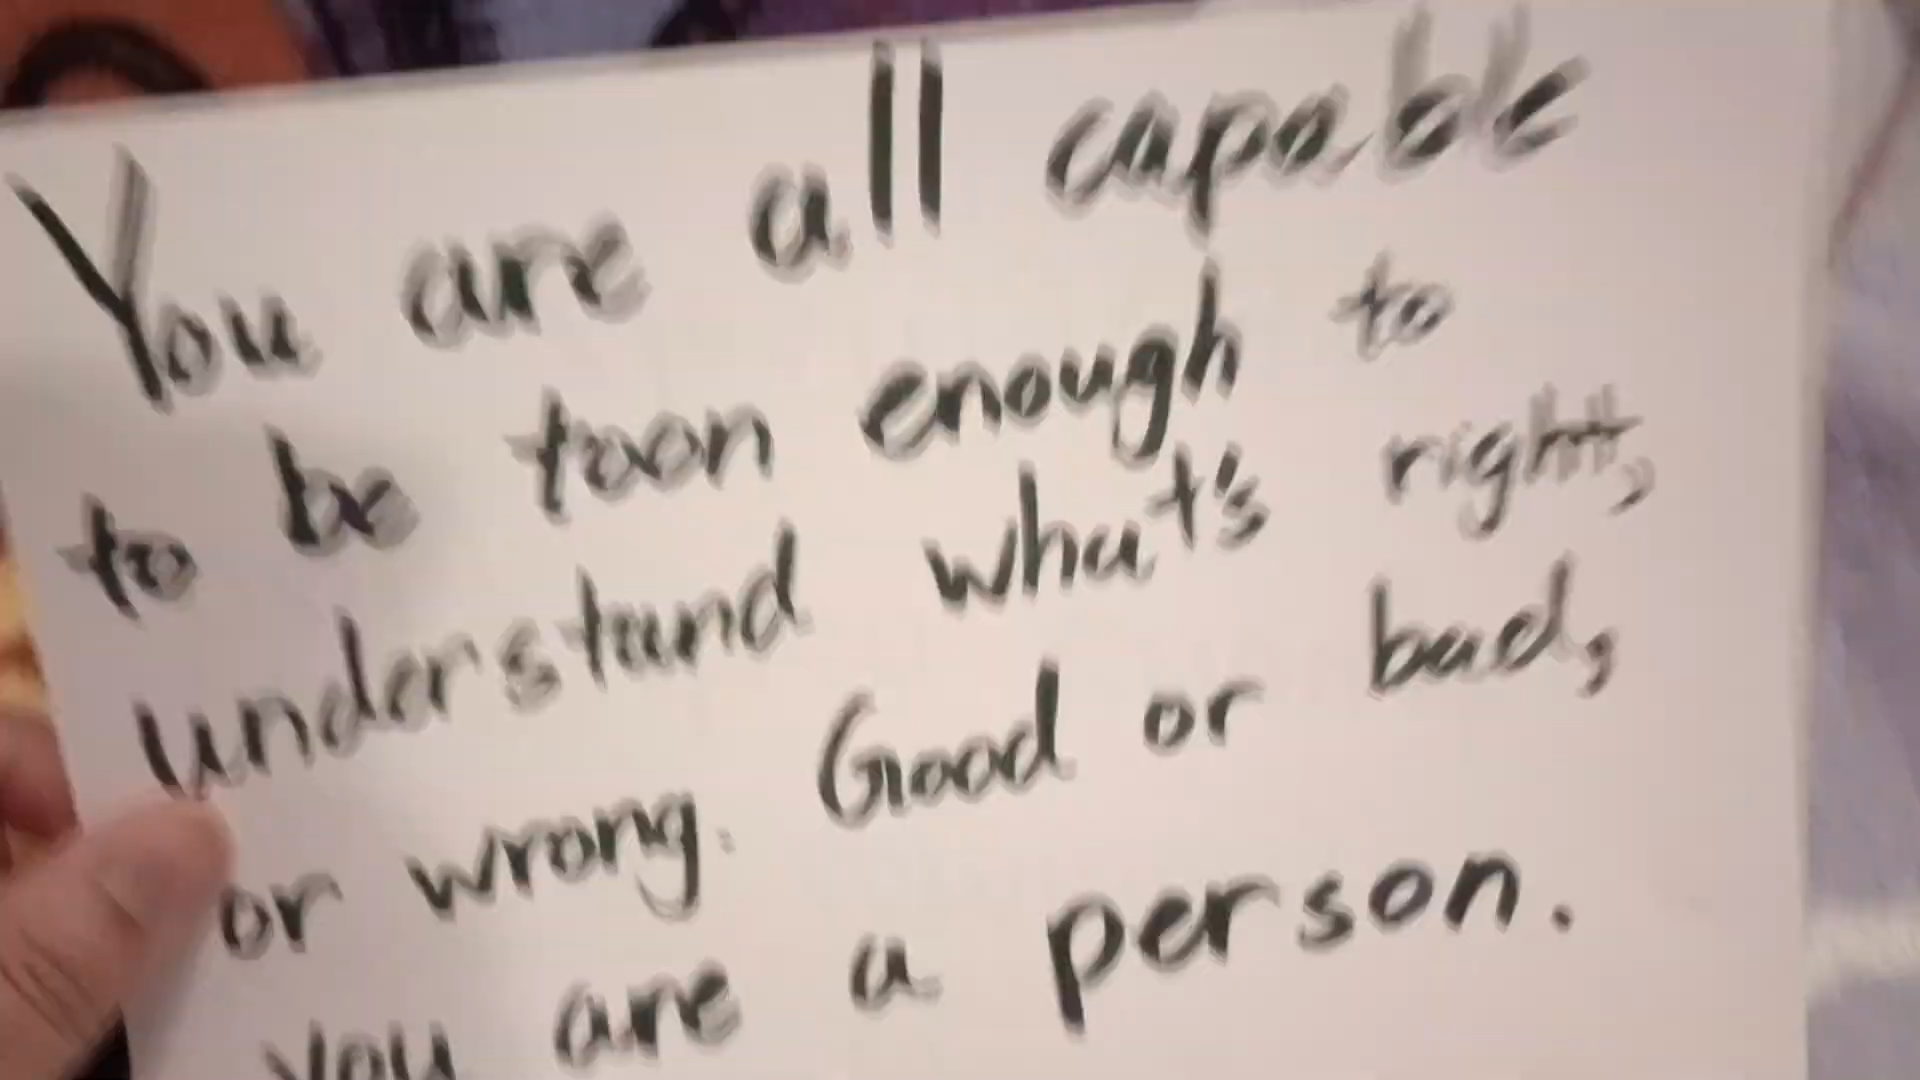 You are all capable
to be toon enough to
understand what's right,
or wrong. Good or bad,
you are a person.